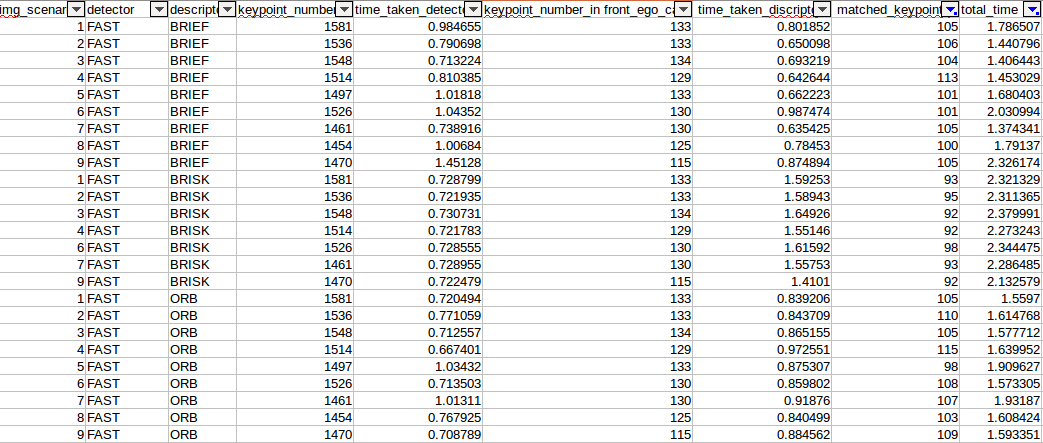 img_scenar detector descripto keypoint_number time_taken_detecto keypoint_number_in front_ego_ca time_taken_discripto matched_keypoint total_time
1 FAST BRIEF 1581 0.984655 133 0.801852 105 1.786507
2 FAST BRIEF 1536 0.790698 133 0.650098 106 1.440796
3 FAST BRIEF 1548 0.713224 134 0.693219 104 1.406443
4 FAST BRIEF 1514 0.810385 129 0.642644 113 1.453029
5 FAST BRIEF 1497 1.01818 133 0.662223 101 1.680403
6 FAST BRIEF 1526 1.04352 130 0.987474 101 2.030994
7 FAST BRIEF 1461 0.738916 130 0.635425 105 1.374341
8 FAST BRIEF 1454 1.00684 125 0.78453 100 1.79137
9 FAST BRIEF 1470 1.45128 115 0.874894 105 2.326174
1 FAST BRISK 1581 0.728799 133 1.59253 93 2.321329
2 FAST BRISK 1536 0.721935 133 1.58943 95 2.311365
3 FAST BRISK 1548 0.730731 134 1.64926 92 2.379991
4 FAST BRISK 1514 0.721783 129 1.55146 92 2.273243
6 FAST BRISK 1526 0.728555 130 1.61592 98 2.344475
7 FAST BRISK 1461 0.728955 130 1.55753 93 2.286485
9 FAST BRISK 1470 0.722479 115 1.4101 92 2.132579
1 FAST ORB 1581 0.720494 133 0.839206 105 1.5597
2 FAST ORB 1536 0.771059 133 0.843709 110 1.614768
3 FAST ORB 1548 0.712557 134 0.865155 105 1.577712
4 FAST ORB 1514 0.667401 129 0.972551 115 1.639952
5 FAST ORB 1497 1.03432 133 0.875307 98 1.909627
6 FAST ORB 1526 0.713503 130 0.859802 108 1.573305
7 FAST ORB 1461 1.01311 130 0.91876 107 1.93187
8 FAST ORB 1454 0.767925 125 0.840499 103 1.608424
9 FAST ORB 1470 0.708789 115 0.884562 109 1.593351